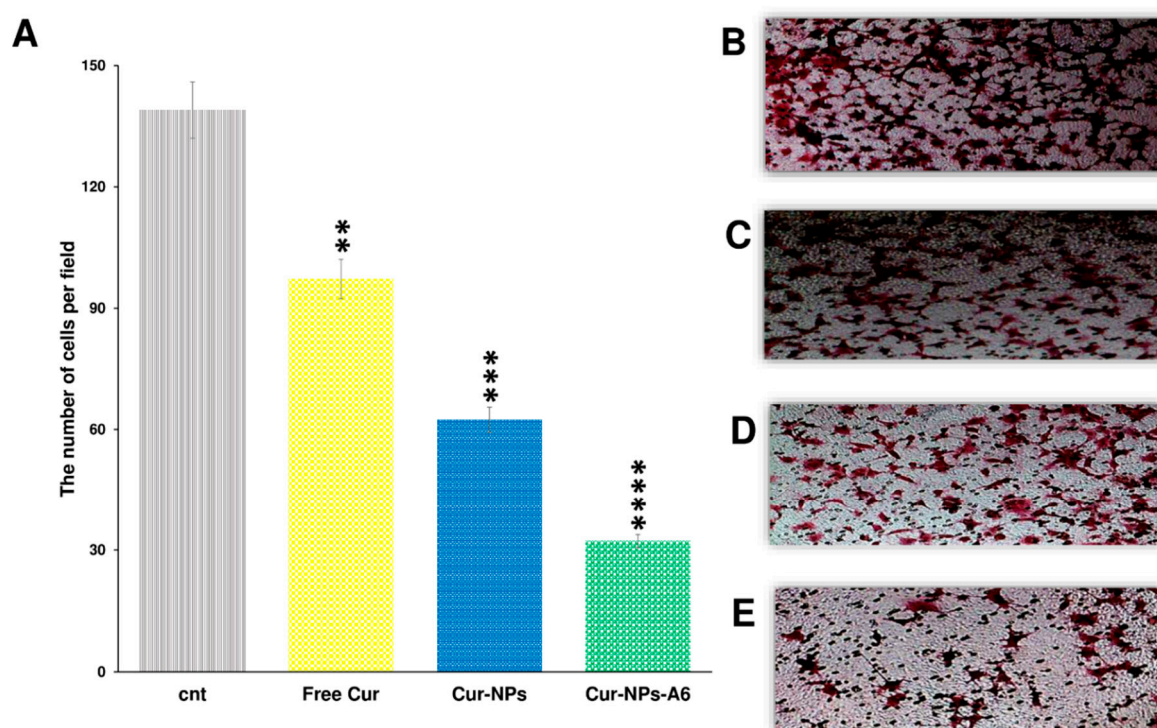 A
The number of cells per field
150
120
90
60
30
0
**
***
****
cnt
Free Cur
Cur-NPs
Cur-NPs-A6
B
C
D
E